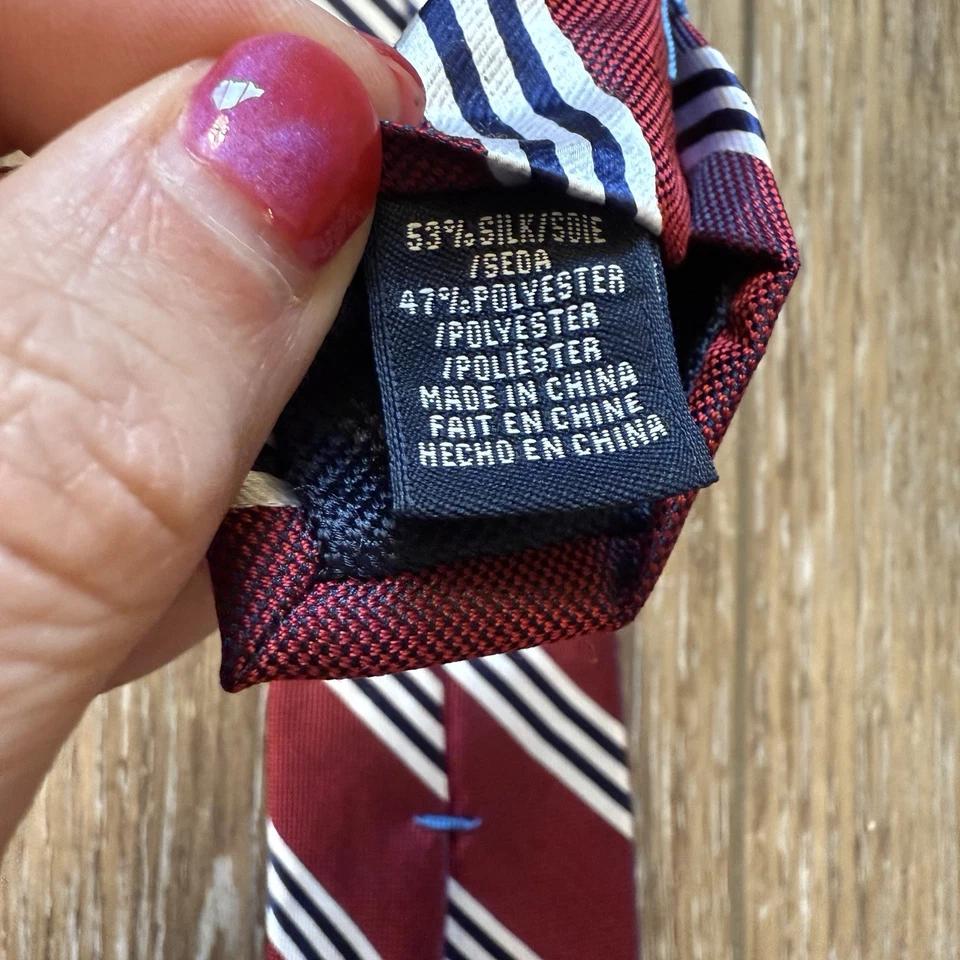 53% SILK/SOIE
/SEDA
47% POLYESTER
/POLYESTER
/POLIÉSTER
MADE IN CHINA
FAIT EN CHINE
HECHO EN CHINA